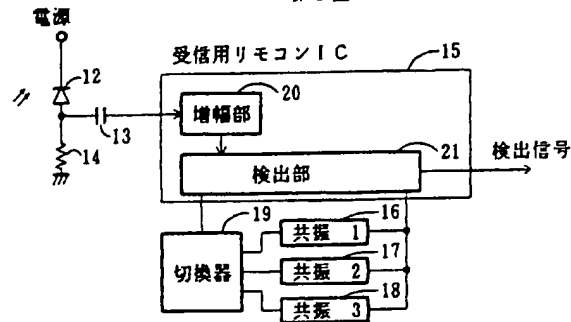 電源
受信用リモコンIC
15
12
20
増幅部
13
14
21
検出部
検出信号
19
切換器
16
共振 1
17
共振 2
18
共振 3